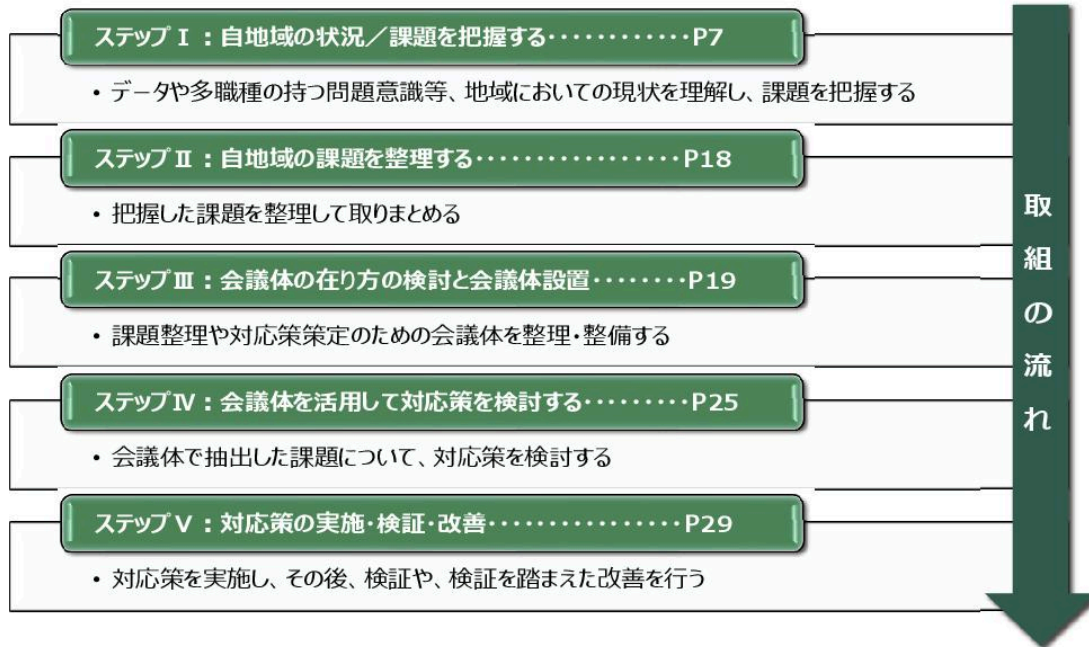 ステップⅠ：自地域の状況／課題を把握する････････････P7
・データや多職種の持つ問題意識等、地域においての現状を理解し、課題を把握する
ステップⅡ：自地域の課題を整理する････････････････P18
・把握した課題を整理して取りまとめる
ステップⅢ：会議体の在り方の検討と会議体設置････････P19
・課題整理や対応策策定のための会議体を整理・整備する
ステップⅣ：会議体を活用して対応策を検討する･････････P25
・会議体で抽出した課題について、対応策を検討する
ステップⅤ：対応策の実施・検証・改善････････････････P29
・対応策を実施し、その後、検証や、検証を踏まえた改善を行う
取組の流れ